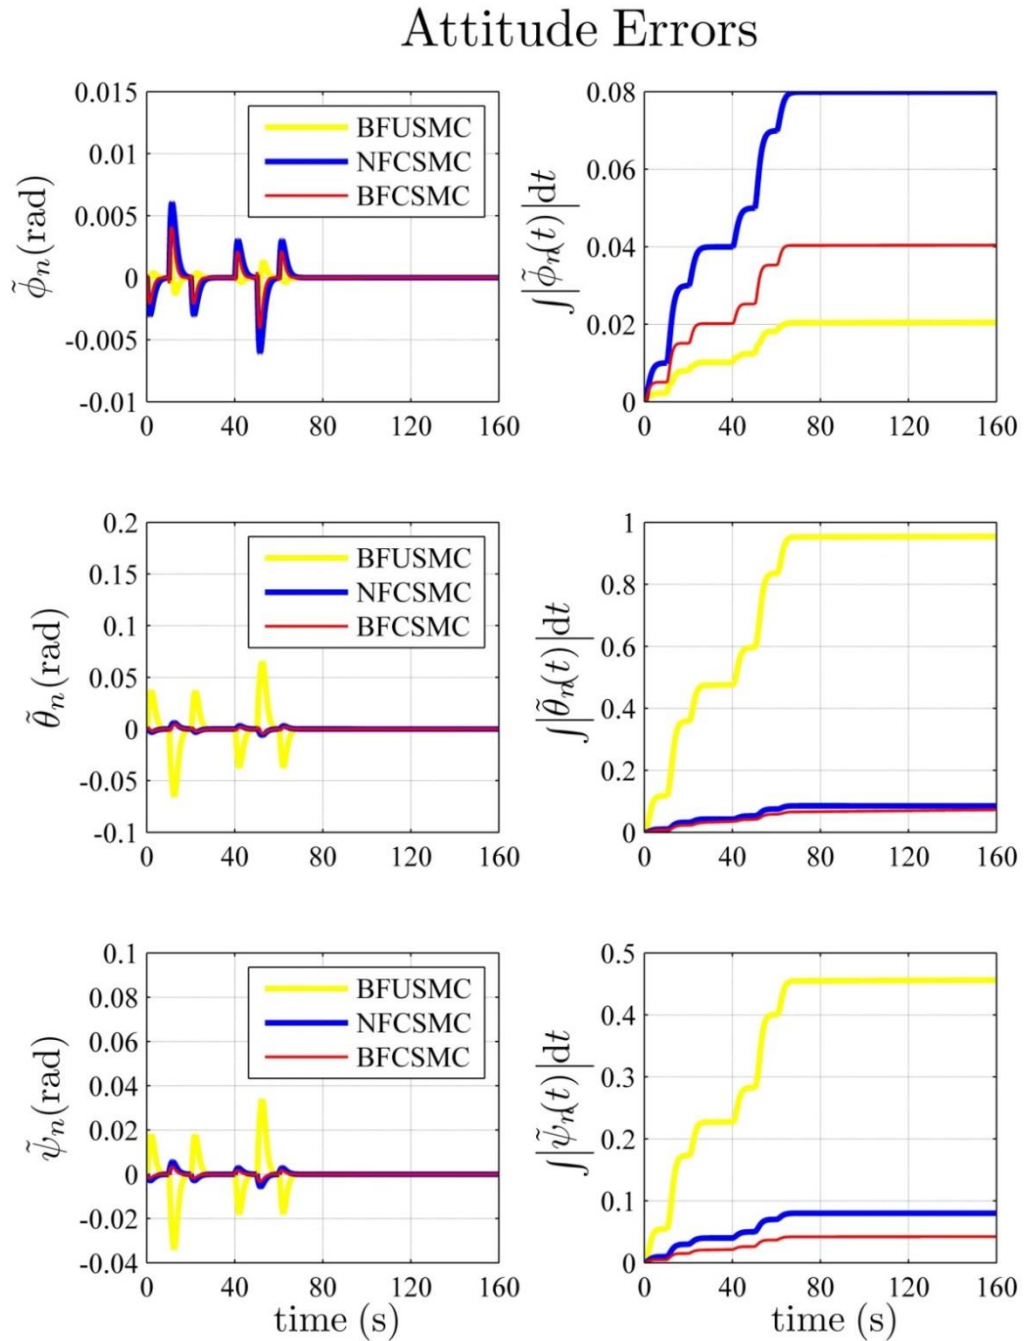 Attitude Errors
0.015
0.01
0.005
0
-0.005
-0.01
0 40 80 120 160
ϕ̃ₙ(rad)
BFUSMC
NFCSMC
BFCSMC
0.08
0.06
0.04
0.02
0
0 40 80 120 160
∫|ϕ̃ₙ(t)|dt
0.2
0.15
0.1
0.05
0
-0.05
-0.1
0 40 80 120 160
θ̃ₙ(rad)
BFUSMC
NFCSMC
BFCSMC
1
0.8
0.6
0.4
0.2
0
0 40 80 120 160
∫|θ̃ₙ(t)|dt
0.1
0.08
0.06
0.04
0.02
0
-0.02
-0.04
0 40 80 120 160
ψ̃ₙ(rad)
BFUSMC
NFCSMC
BFCSMC
time (s)
0.5
0.4
0.3
0.2
0.1
0
0 40 80 120 160
∫|ψ̃ₙ(t)|dt
time (s)